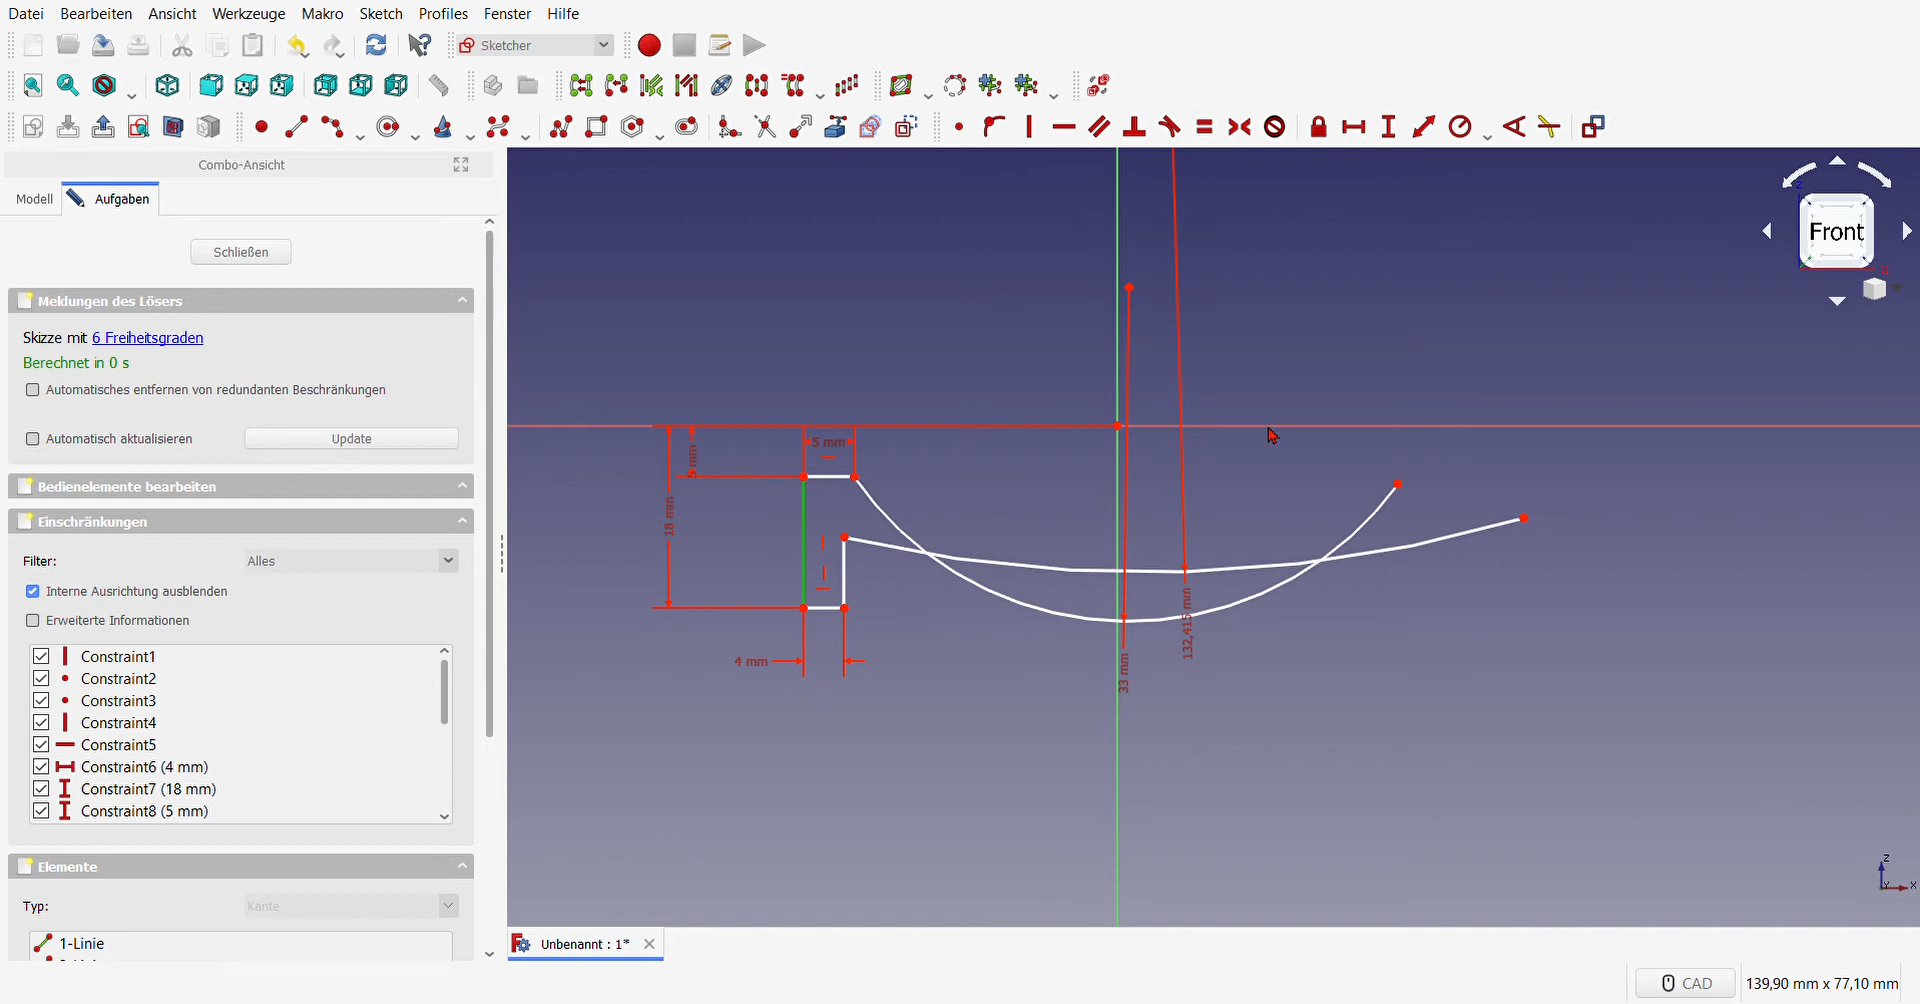 Datei Bearbeiten Ansicht Werkzeuge Makro Sketch Profiles Fenster Hilfe
Sketcher
Combo-Ansicht
Modell Aufgaben
Schließen
Meldungen des Lösers
Skizze mit 6 Freiheitsgraden
Berechnet in 0 s
Automatisches entfernen von redundanten Beschränkungen
Automatisch aktualisieren Update
Bedienelemente bearbeiten
Einschränkungen
Filter: Alles
Interne Ausrichtung ausblenden
Erweiterte Informationen
Constraint1
Constraint2
Constraint3
Constraint4
Constraint5
Constraint6 (4 mm)
Constraint7 (18 mm)
Constraint8 (5 mm)
Elemente
Typ: Kante
1-Linie
Front
z
x
5 mm
5 mm
18 mm
4 mm
33 mm
132,415 mm
Z
Y
X
Unbenannt : 1*
CAD 139,90 mm x 77,10 mm